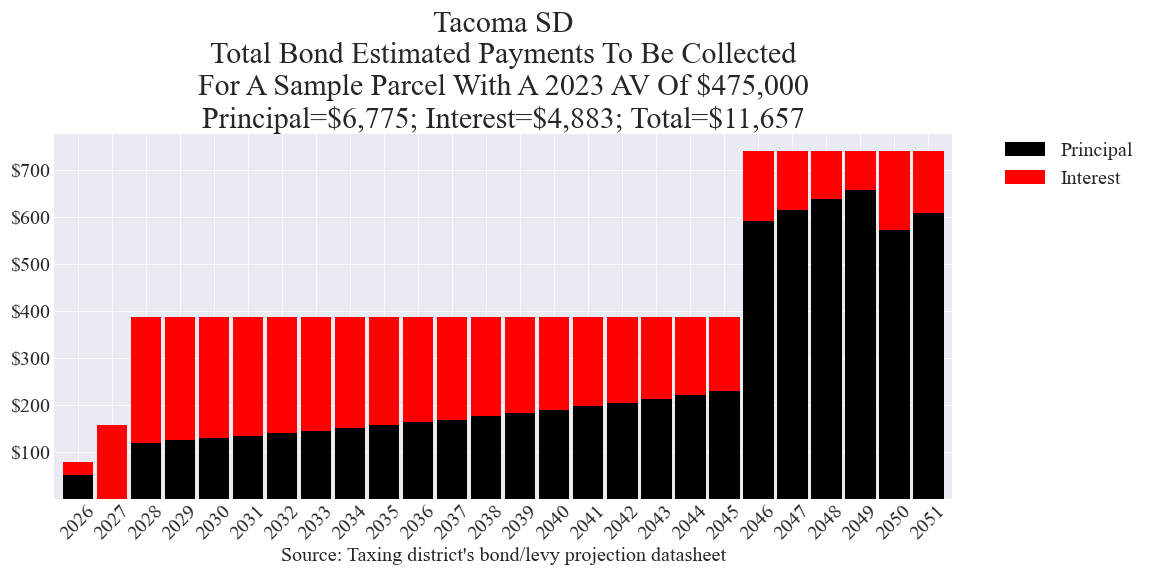 Tacoma SD
Total Bond Estimated Payments To Be Collected
For A Sample Parcel With A 2023 AV Of $475,000
Principal=$6,775; Interest=$4,883; Total=$11,657
Principal
Interest
$700
$600
$500
$400
$300
$200
$100
2026 2027 2028 2029 2030 2031 2032 2033 2034 2035 2036 2037 2038 2039 2040 2041 2042 2043 2044 2045 2046 2047 2048 2049 2050 2051
Source: Taxing district's bond/levy projection datasheet